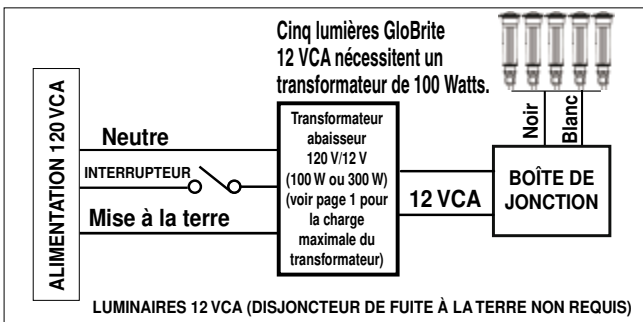 Cinq lumières GloBrite
12 VCA nécessitent un
transformateur de 100 Watts.
ALIMENTATION 120 VCA
Neutre
INTERRUPTEUR
Mise à la terre
Transformateur
abaisseur
120 V/12 V
(100 W ou 300 W)
(voir page 1 pour
la charge
maximale du
transformateur)
12 VCA
Noir
Blanc
BOÎTE DE
JONCTION
LUMINAIRES 12 VCA (DISJONCTEUR DE FUITE À LA TERRE NON REQUIS)